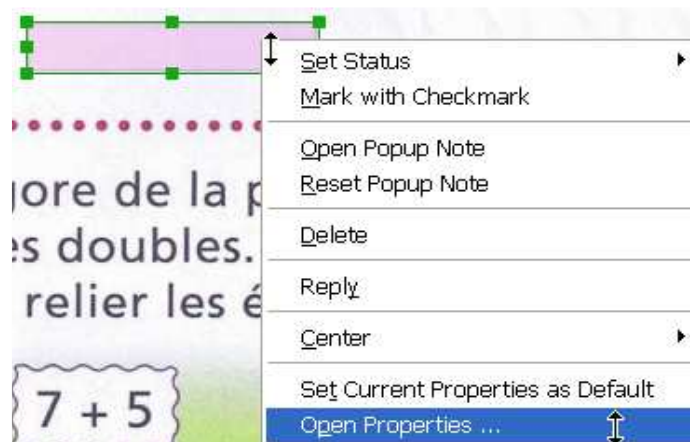 Set Status
Mark with Checkmark
Open Popup Note
Reset Popup Note
Delete
Reply
Center
Set Current Properties as Default
Open Properties ...
gore de la
es doubles.
relier les
7 + 5